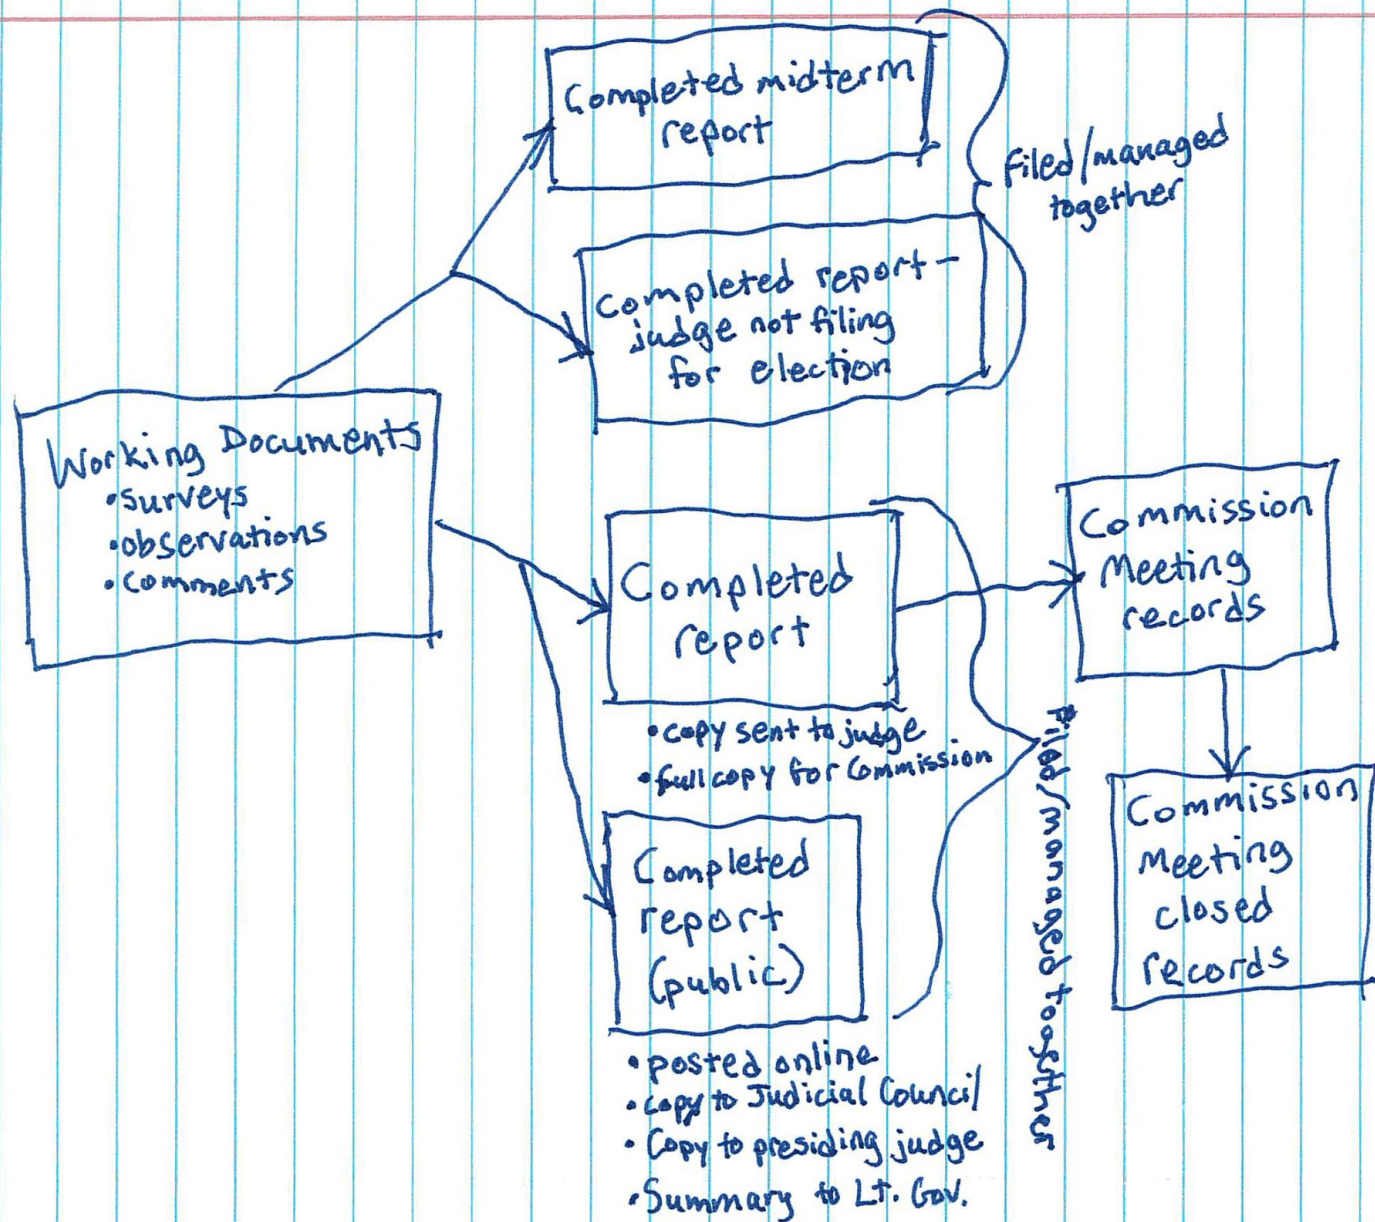 Completed midterm
report
Filed/managed
together
Completed report -
judge not filing
for election
Working Documents
• surveys
• observations
• comments
Completed
report
• copy sent to judge
• full copy for Commission
Commission
Meeting
records
Filed/managed together
Commission
Meeting
closed
records
Completed
report
(public)
• posted online
• copy to Judicial Council
• Copy to presiding judge
• Summary to Lt. Gov.